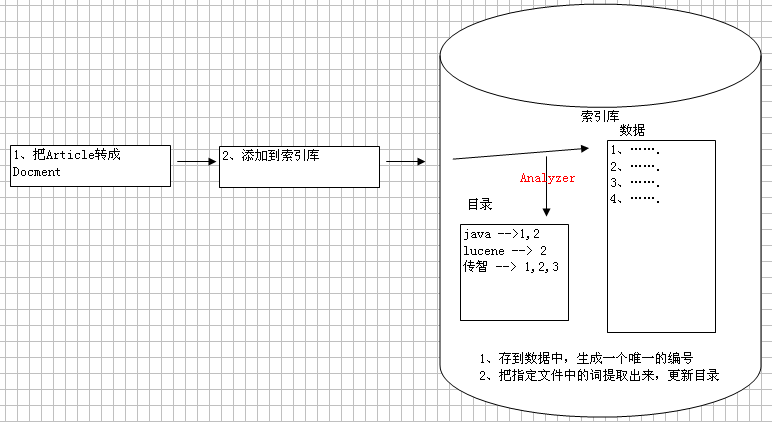 1、把Article转成
Docment
2、添加到索引库
索引库
数据
1、…….
2、…….
3、…….
4、…….
Analyzer
目录
java -->1,2
lucene --> 2
传智 --> 1,2,3
1、存到数据中，生成一个唯一的编号
2、把指定文件中的词提取出来，更新目录